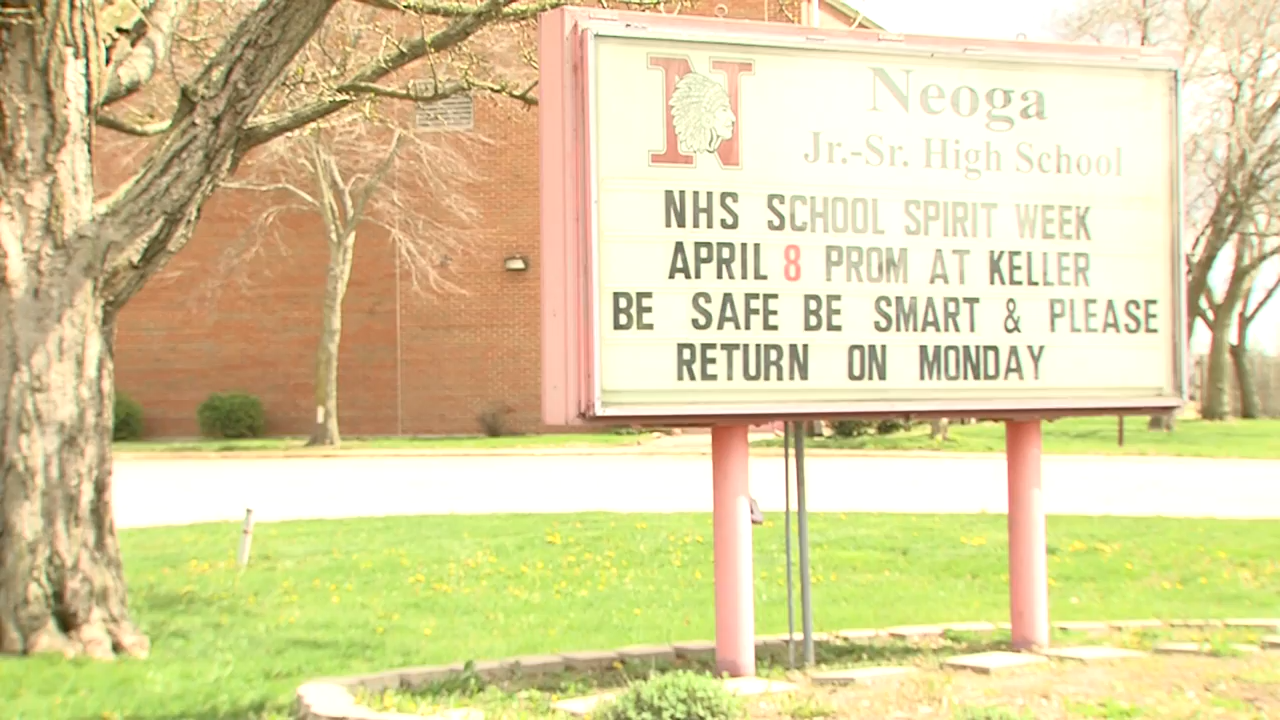 N
Neoga
Jr.-Sr. High School
NHS SCHOOL SPIRIT WEEK
APRIL 8 PROM AT KELLER
BE SAFE BE SMART & PLEASE
RETURN ON MONDAY